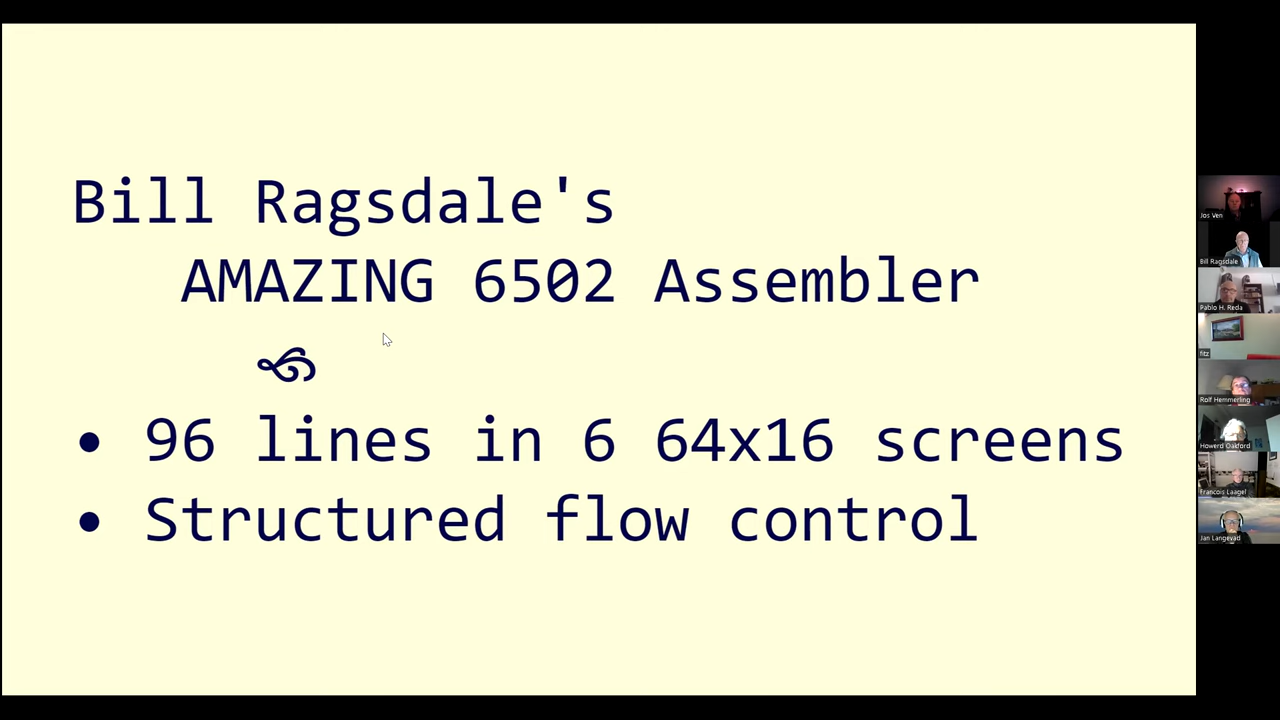 Bill Ragsdale's
AMAZING 6502 Assembler
• 96 lines in 6 64x16 screens
• Structured flow control
Jos Ven
Bill Ragsdale
Pablo H. Reda
fitz
Rolf Hemmerling
Howerd Oakford
Francois Laagel
Jan Langevad